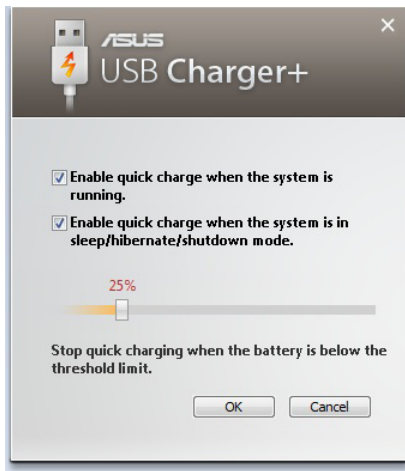 ASUS
USB Charger+
Enable quick charge when the system is
running.
Enable quick charge when the system is in
sleep/hibernate/shutdown mode.
25%
Stop quick charging when the battery is below the
threshold limit.
OK Cancel